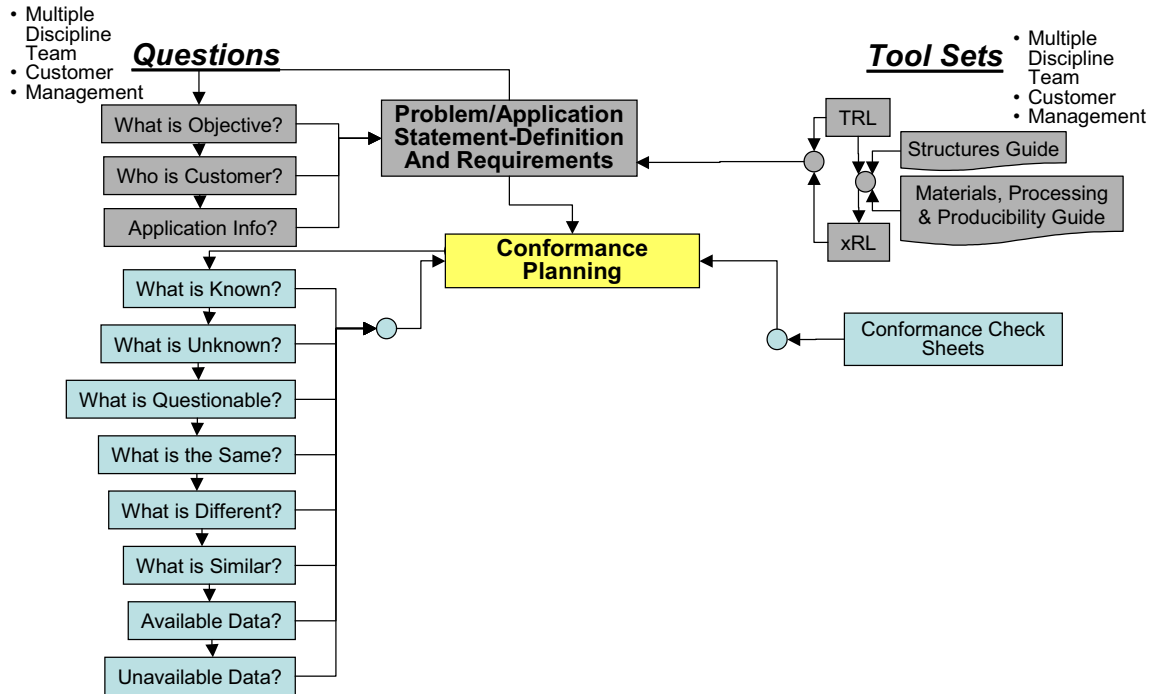 • Multiple
Discipline
Team
• Customer
• Management
Questions
Tool Sets
• Multiple
Discipline
Team
• Customer
• Management
What is Objective?
Who is Customer?
Application Info?
Problem/Application
Statement-Definition
And Requirements
TRL
Structures Guide
Materials, Processing
& Producibility Guide
xRL
Conformance
Planning
What is Known?
What is Unknown?
What is Questionable?
What is the Same?
What is Different?
What is Similar?
Available Data?
Unavailable Data?
Conformance Check
Sheets